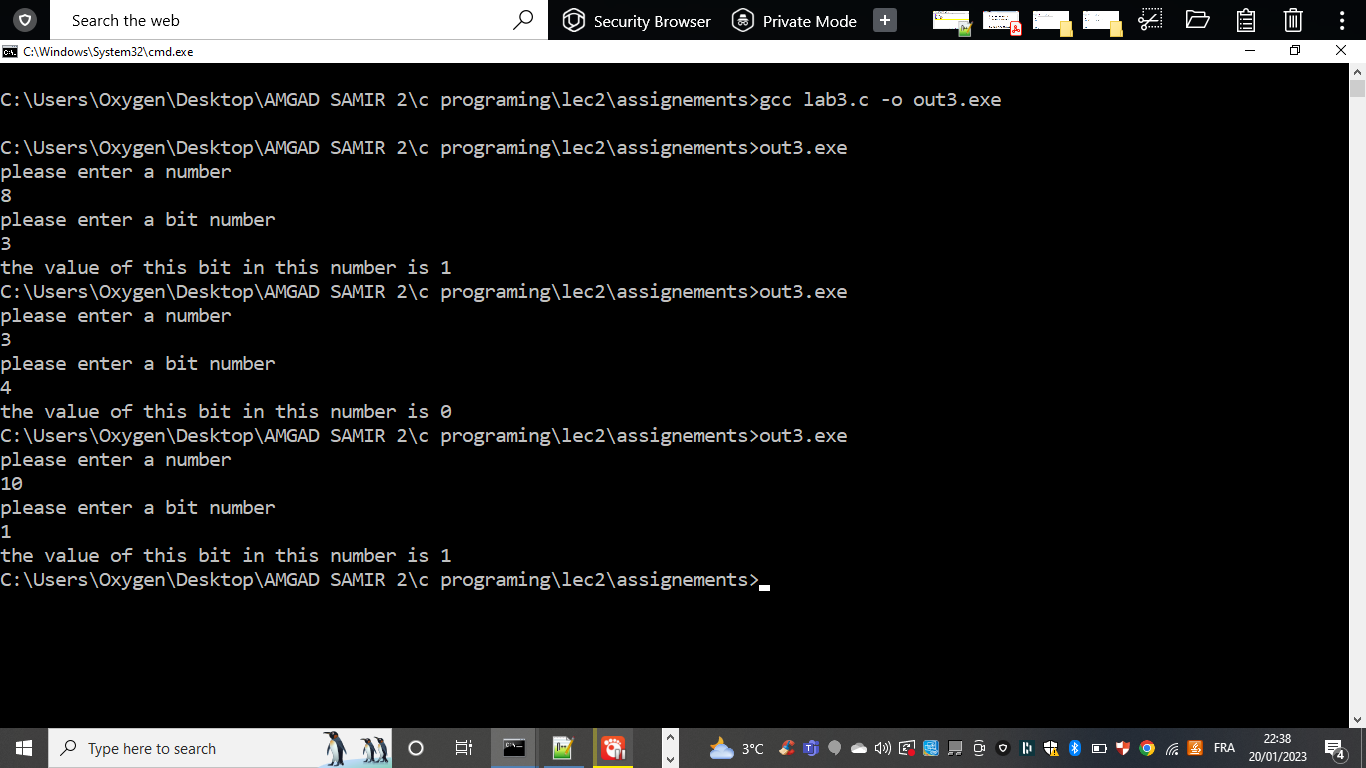 Search the web
Security Browser
Private Mode
C:\Windows\System32\cmd.exe
C:\Users\Oxygen\Desktop\AMGAD SAMIR 2\c programing\lec2\assignements>gcc lab3.c -o out3.exe
C:\Users\Oxygen\Desktop\AMGAD SAMIR 2\c programing\lec2\assignements>out3.exe
please enter a number
8
please enter a bit number
3
the value of this bit in this number is 1
C:\Users\Oxygen\Desktop\AMGAD SAMIR 2\c programing\lec2\assignements>out3.exe
please enter a number
3
please enter a bit number
4
the value of this bit in this number is 0
C:\Users\Oxygen\Desktop\AMGAD SAMIR 2\c programing\lec2\assignements>out3.exe
please enter a number
10
please enter a bit number
1
the value of this bit in this number is 1
C:\Users\Oxygen\Desktop\AMGAD SAMIR 2\c programing\lec2\assignements>
Type here to search
3°C
FRA
22:38
20/01/2023
4